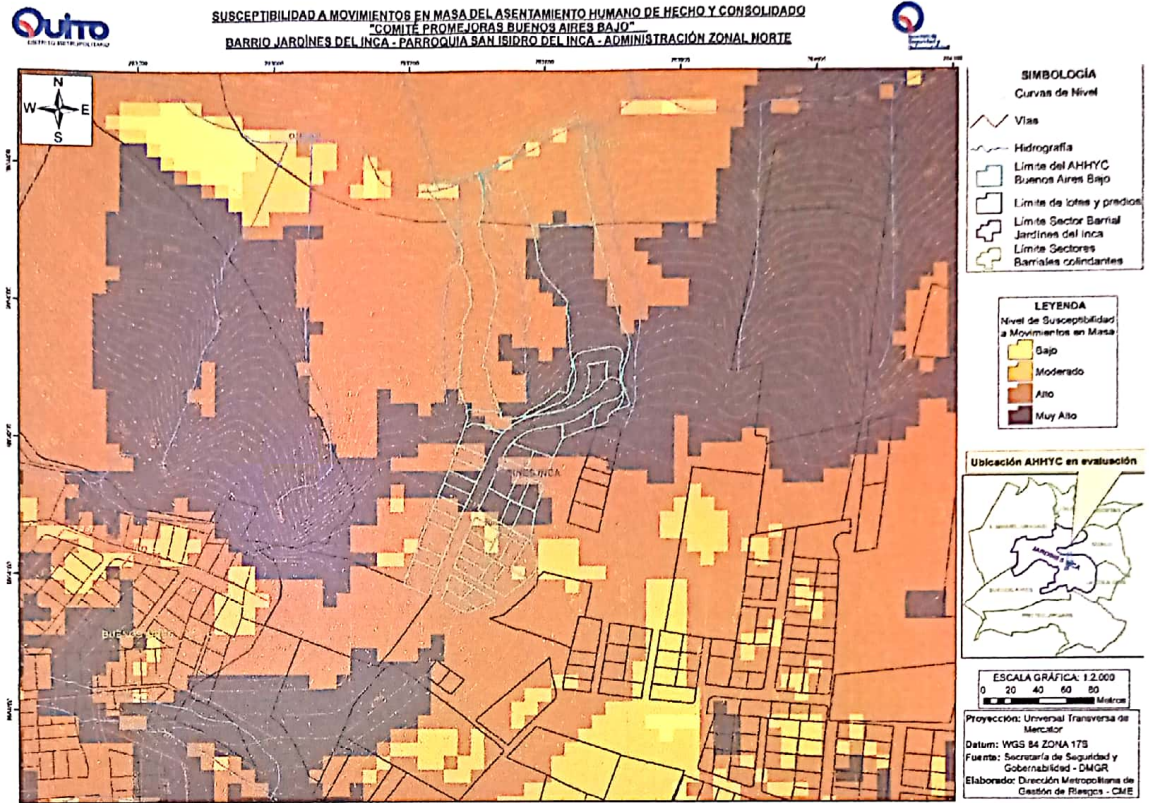 QUITO
DISTRITO METROPOLITANO
SUSCEPTIBILIDAD A MOVIMIENTOS EN MASA DEL ASENTAMIENTO HUMANO DE HECHO Y CONSOLIDADO
"COMITÉ PROMEJORAS BUENOS AIRES BAJO"
BARRIO JARDÍNES DEL INCA - PARROQUIA SAN ISIDRO DEL INCA - ADMINISTRACIÓN ZONAL NORTE
N
W E
S
SIMBOLOGÍA
Curvas de Nivel
Vías
Hidrografía
Límite del AHHYC
Buenos Aires Bajo
Límite de lotes y predios
Límite Sector Barrial
Jardines del Inca
Límite Sectores
Barriales colindantes
LEYENDA
Nivel de Susceptibilidad
a Movimientos en Masa
Bajo
Moderado
Alto
Muy Alto
INCA
Ubicación AHHYC en evaluación
ESCALA GRÁFICA: 1:2.000
0 20 40 60 80
Metros
Proyección: Universal Transversa de
Mercator
Datum: WGS 84 ZONA 17S
Fuente: Secretaría de Seguridad y
Gobernabilidad - DMGR
Elaborado: Dirección Metropolitana de
Gestión de Riesgos - CME